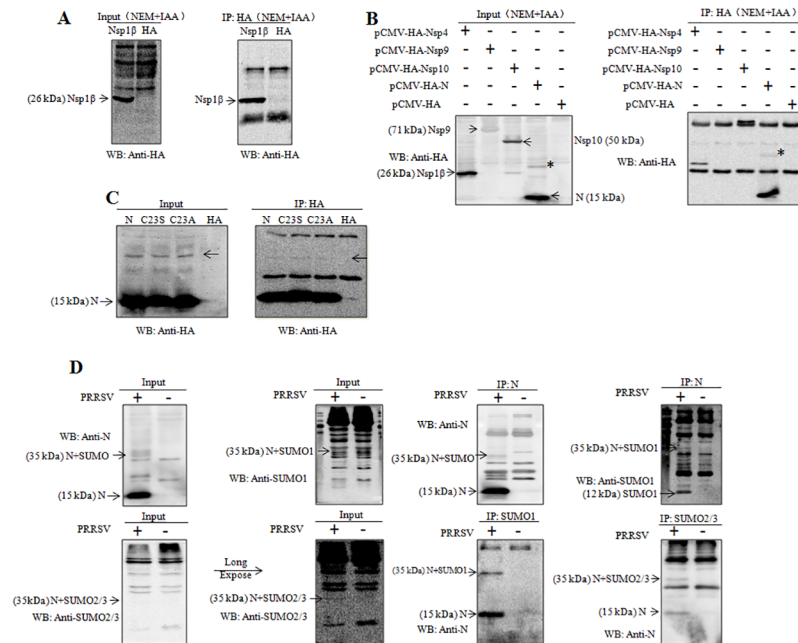 A
Input (NEM+IAA)
Nsp1β HA
(26 kDa) Nsp1β
WB: Anti-HA
IP: HA (NEM+IAA)
Nsp1β HA
Nsp1β
WB: Anti-HA
B
Input (NEM+IAA)
pCMV-HA-Nsp4 + - - - -
pCMV-HA-Nsp9 - + - - -
pCMV-HA-Nsp10 - - + - -
pCMV-HA-N - - - + -
pCMV-HA - - - - +
(71 kDa) Nsp9
Nsp10 (50 kDa)
WB: Anti-HA
*
(26 kDa) Nsp1β
N (15 kDa)
IP: HA (NEM+IAA)
pCMV-HA-Nsp4 + - - - -
pCMV-HA-Nsp9 - + - - -
pCMV-HA-Nsp10 - - + - -
pCMV-HA-N - - - + -
pCMV-HA - - - - +
*
WB: Anti-HA
C
Input
N C23S C23A HA
(15 kDa) N
WB: Anti-HA
IP: HA
N C23S C23A HA
WB: Anti-HA
D
Input
PRRSV + -
WB: Anti-N
(35 kDa) N+SUMO
(15 kDa) N
Input
PRRSV + -
(35 kDa) N+SUMO1
WB: Anti-SUMO1
IP: N
PRRSV + -
WB: Anti-N
(35 kDa) N+SUMO
(15 kDa) N
IP: N
PRRSV + -
(35 kDa) N+SUMO1
WB: Anti-SUMO1
(12 kDa) SUMO1
Input
PRRSV + -
(35 kDa) N+SUMO2/3
WB: Anti-SUMO2/3
Long
Expose
Input
PRRSV + -
(35 kDa) N+SUMO2/3
WB: Anti-SUMO2/3
IP: SUMO1
PRRSV + -
(35 kDa) N+SUMO1
(15 kDa) N
WB: Anti-N
IP: SUMO2/3
PRRSV + -
(35 kDa) N+SUMO2/3
(15 kDa) N
WB: Anti-N